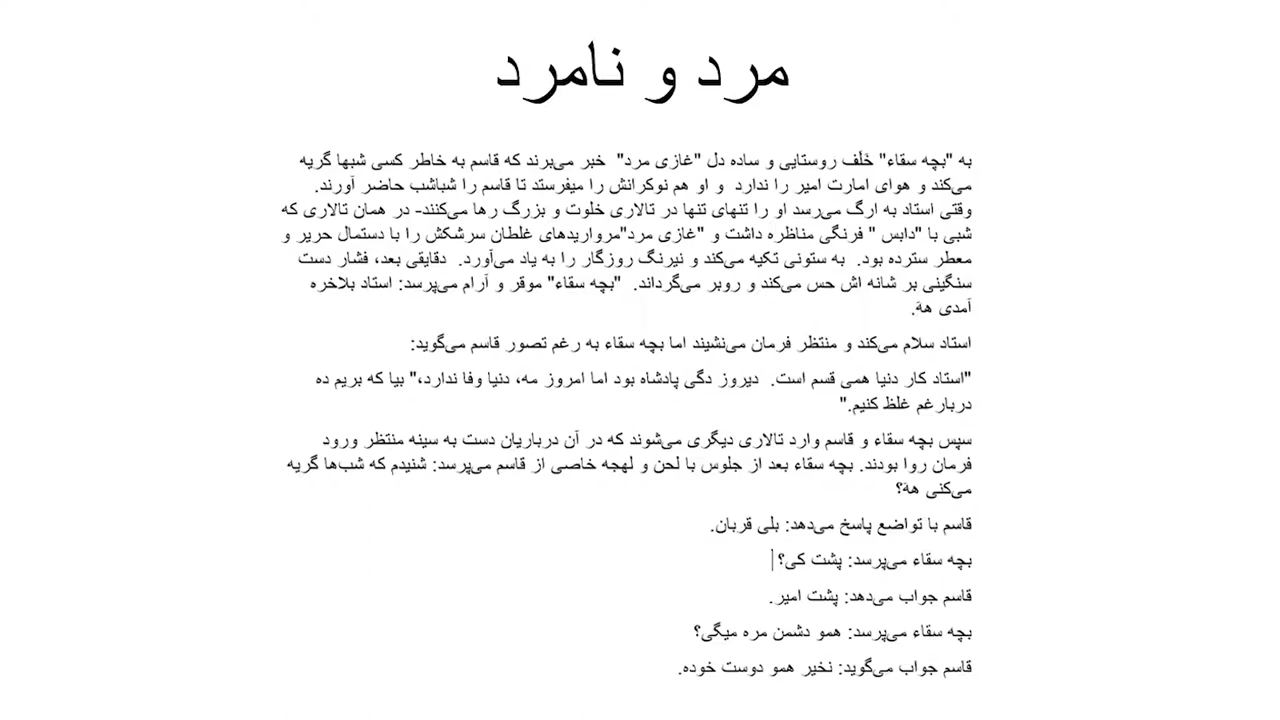 مرد و نامرد
به "بچه سقاء" خَلَف روستایی و ساده دل "غازی مرد" خبر می‌برند که قاسم به خاطر کسی شبها گریه
می‌کند و هوای امارت امیر را ندارد و او هم نوکرانش را میفرستد تا قاسم را شباشب حاضر آورند.
وقتی استاد به ارگ می‌رسد او را تنهای تنها در تالاری خلوت و بزرگ رها می‌کنند- در همان تالاری که
شبی با "دابس " فرنگی مناظره داشت و "غازی مرد"مرواریدهای غلطان سرشکش را با دستمال حریر و
معطر سترده بود. به ستونی تکیه می‌کند و نیرنگ روزگار را به یاد می‌آورد. دقایقی بعد، فشار دست
سنگینی بر شانه اش حس می‌کند و روبر می‌گرداند. "بچه سقاء" موقر و آرام می‌پرسد: استاد بلاخره
آمدی هة.
استاد سلام می‌کند و منتظر فرمان می‌نشیند اما بچه سقاء به رغم تصور قاسم می‌گوید:
"استاد کار دنیا همی قسم است. دیروز دگی پادشاه بود اما امروز مه، دنیا وفا ندارد،" بیا که بریم ده
دربارغم غلظ کنیم."
سپس بچه سقاء و قاسم وارد تالاری دیگری می‌شوند که در آن درباریان دست به سینه منتظر ورود
فرمان روا بودند. بچه سقاء بعد از جلوس با لحن و لهجه خاصی از قاسم می‌پرسد: شنیدم که شب‌ها گریه
می‌کنی هة؟
قاسم با تواضع پاسخ می‌دهد: بلی قربان.
بچه سقاء می‌پرسد: پشت کی؟
قاسم جواب می‌دهد: پشت امیر.
بچه سقاء می‌پرسد: همو دشمن مره میگی؟
قاسم جواب می‌گوید: نخیر همو دوست خوده.